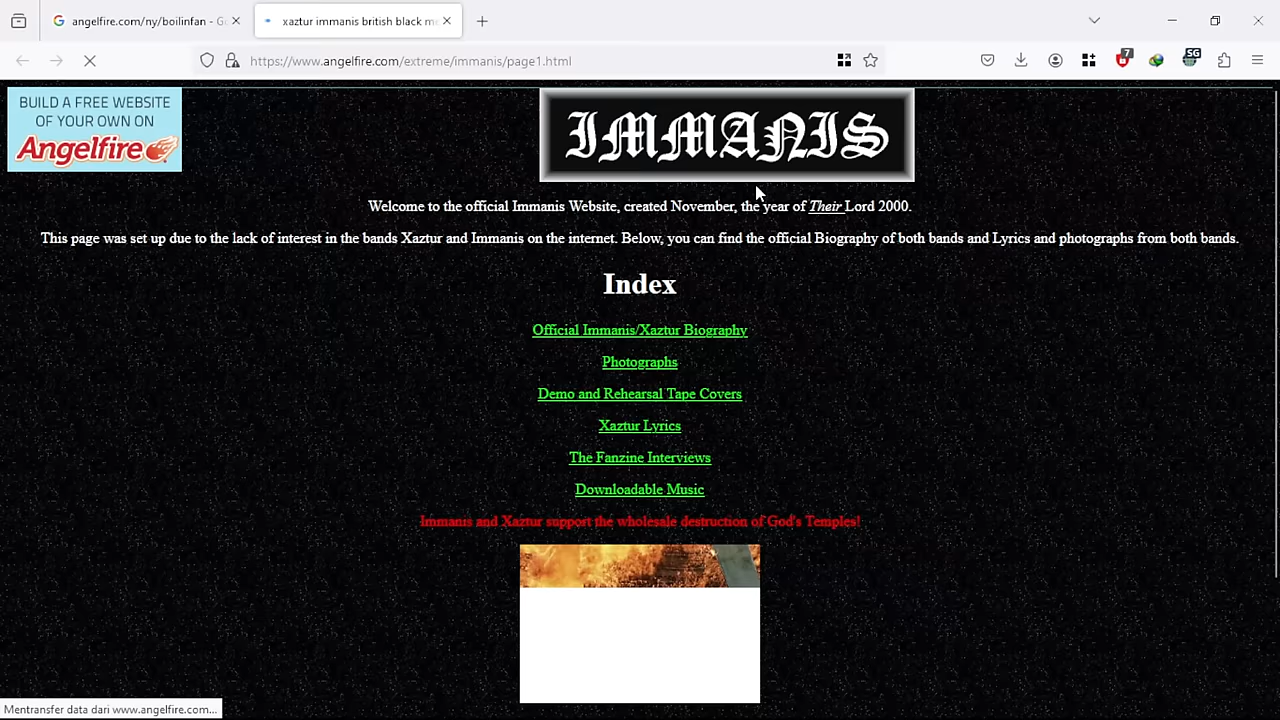 angelfire.com/ny/boilinfan - G
xaztur immanis british black me
https://www.angelfire.com/extreme/immanis/page1.html
7
SG
BUILD A FREE WEBSITE
OF YOUR OWN ON
Angelfire
IMMANIS
Welcome to the official Immanis Website, created November, the year of Their Lord 2000.
This page was set up due to the lack of interest in the bands Xaztur and Immanis on the internet. Below, you can find the official Biography of both bands and Lyrics and photographs from both bands.
Index
Official Immanis/Xaztur Biography
Photographs
Demo and Rehearsal Tape Covers
Xaztur Lyrics
The Fanzine Interviews
Downloadable Music
Immanis and Xaztur support the wholesale destruction of God's Temples!
Mentransfer data dari www.angelfire.com...